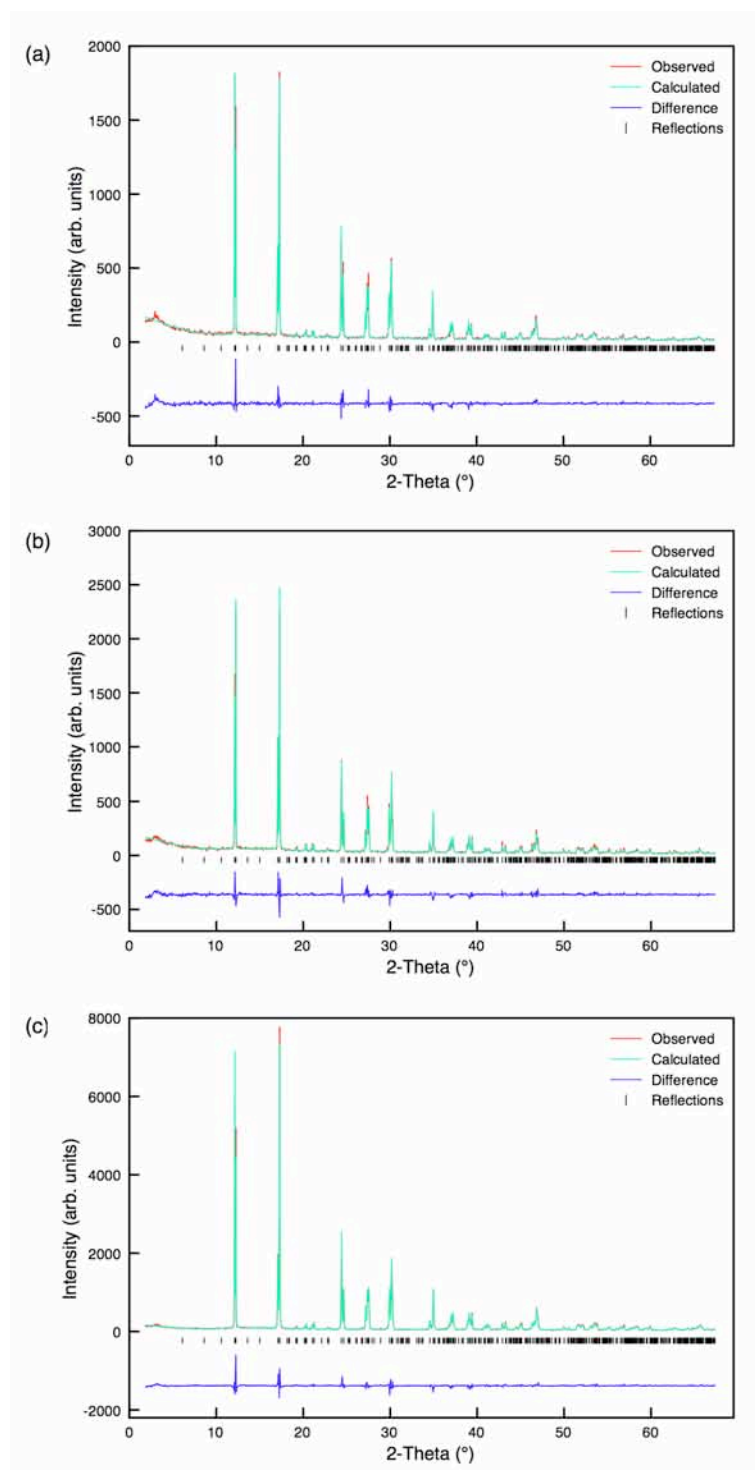 (a)
2000
1500
1000
500
0
-500
Intensity (arb. units)
Observed
Calculated
Difference
Reflections
0 10 20 30 40 50 60
2-Theta (°)
(b)
3000
2500
2000
1500
1000
500
0
-500
Intensity (arb. units)
Observed
Calculated
Difference
Reflections
0 10 20 30 40 50 60
2-Theta (°)
(c)
8000
6000
4000
2000
0
-2000
Intensity (arb. units)
Observed
Calculated
Difference
Reflections
0 10 20 30 40 50 60
2-Theta (°)